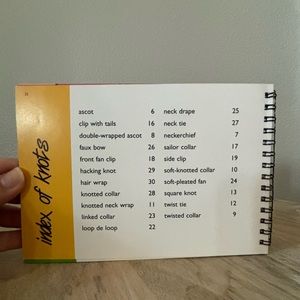 index of knots
ascot 6
clip with tails 16
double-wrapped ascot 8
faux bow 26
front fan clip 18
hacking knot 29
hair wrap 30
knotted collar 28
knotted neck wrap 11
linked collar 23
loop de loop 22
neck drape 25
neck tie 27
neckerchief 7
sailor collar 17
side clip 19
soft-knotted collar 10
soft-pleated fan 24
square knot 13
twist tie 12
twisted collar 9